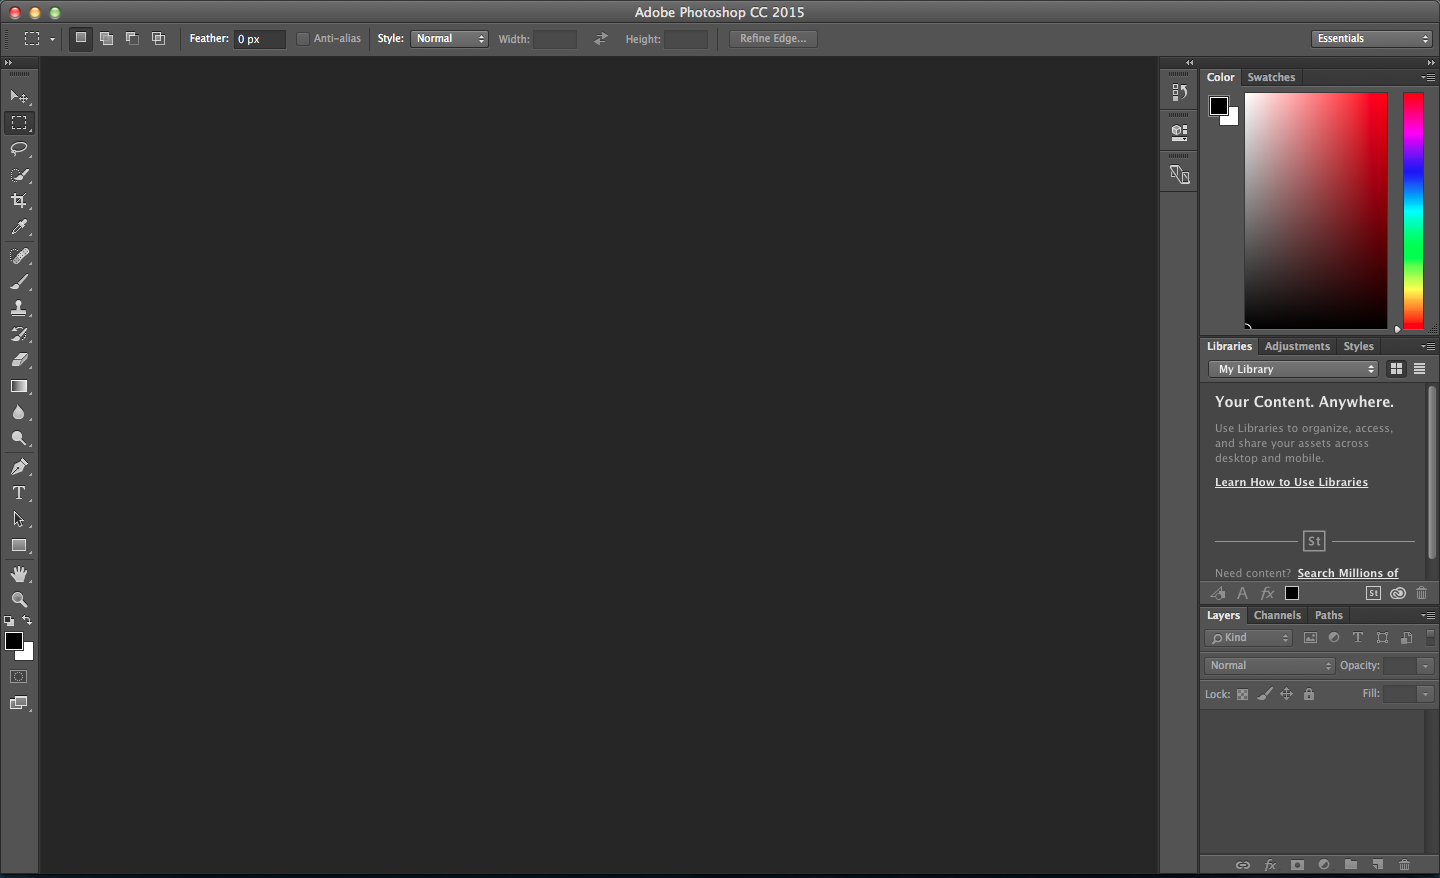 Adobe Photoshop CC 2015
Feather: 0 px Anti-alias Style: Normal Width: Height: Refine Edge... Essentials
Color Swatches
Libraries Adjustments Styles
My Library
Your Content. Anywhere.
Use Libraries to organize, access,
and share your assets across
desktop and mobile.
Learn How to Use Libraries
St
Need content? Search Millions of
A fx St
Layers Channels Paths
Kind T
Normal Opacity:
Lock: Fill:
fx
T